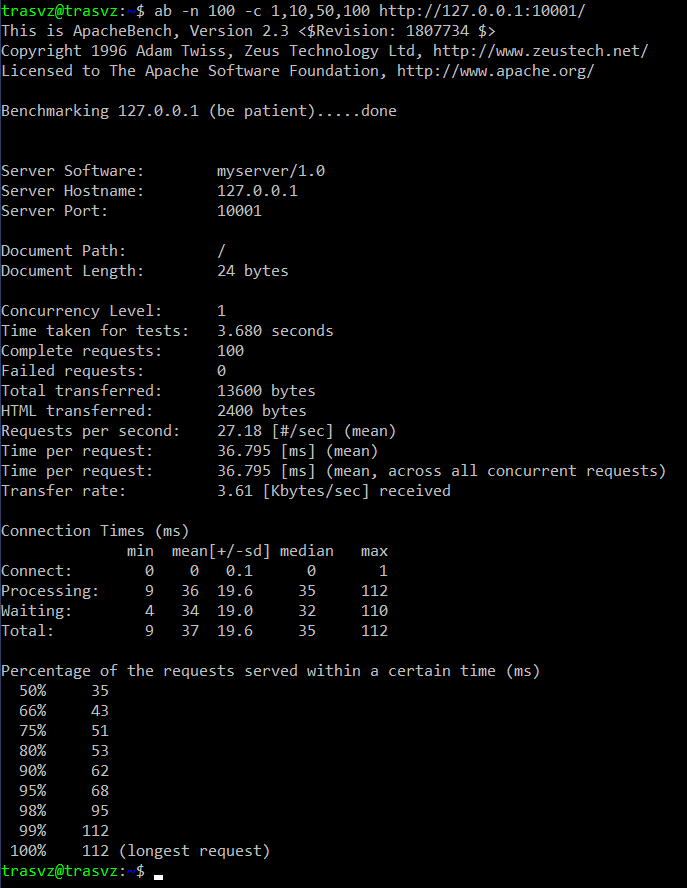 trasvz@trasvz:~$ ab -n 100 -c 1,10,50,100 http://127.0.0.1:10001/
This is ApacheBench, Version 2.3 <$Revision: 1807734 $>
Copyright 1996 Adam Twiss, Zeus Technology Ltd, http://www.zeustech.net/
Licensed to The Apache Software Foundation, http://www.apache.org/

Benchmarking 127.0.0.1 (be patient).....done


Server Software:        myserver/1.0
Server Hostname:        127.0.0.1
Server Port:            10001

Document Path:          /
Document Length:        24 bytes

Concurrency Level:      1
Time taken for tests:   3.680 seconds
Complete requests:      100
Failed requests:        0
Total transferred:      13600 bytes
HTML transferred:       2400 bytes
Requests per second:    27.18 [#/sec] (mean)
Time per request:       36.795 [ms] (mean)
Time per request:       36.795 [ms] (mean, across all concurrent requests)
Transfer rate:          3.61 [Kbytes/sec] received

Connection Times (ms)
              min  mean[+/-sd] median   max
Connect:        0    0   0.1      0       1
Processing:     9   36  19.6     35     112
Waiting:        4   34  19.0     32     110
Total:          9   37  19.6     35     112

Percentage of the requests served within a certain time (ms)
  50%     35
  66%     43
  75%     51
  80%     53
  90%     62
  95%     68
  98%     95
  99%    112
 100%    112 (longest request)
trasvz@trasvz:~$